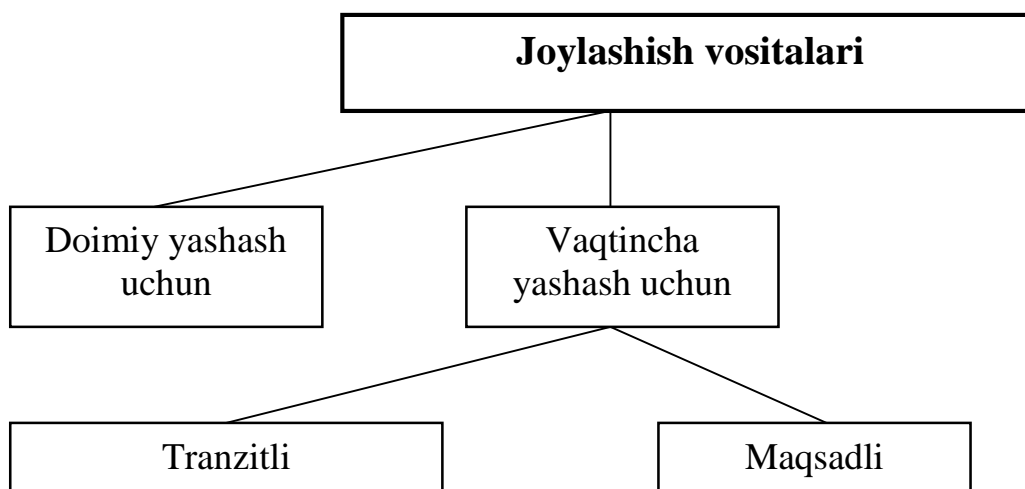 Joylashish vositalari
Doimiy yashash
uchun
Vaqtincha
yashash uchun
Tranzitli
Maqsadli